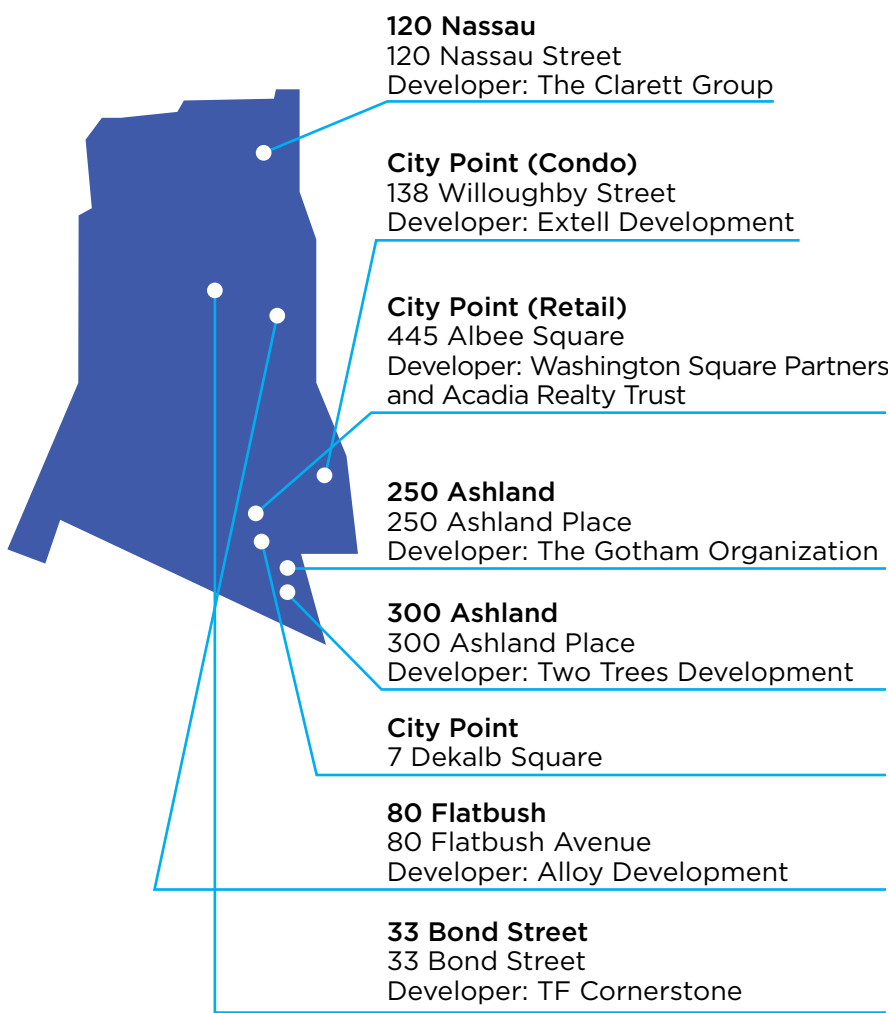 120 Nassau
120 Nassau Street
Developer: The Clarett Group
City Point (Condo)
138 Willoughby Street
Developer: Extell Development
City Point (Retail)
445 Albee Square
Developer: Washington Square Partners
and Acadia Realty Trust
250 Ashland
250 Ashland Place
Developer: The Gotham Organization
300 Ashland
300 Ashland Place
Developer: Two Trees Development
City Point
7 Dekalb Square
80 Flatbush
80 Flatbush Avenue
Developer: Alloy Development
33 Bond Street
33 Bond Street
Developer: TF Cornerstone